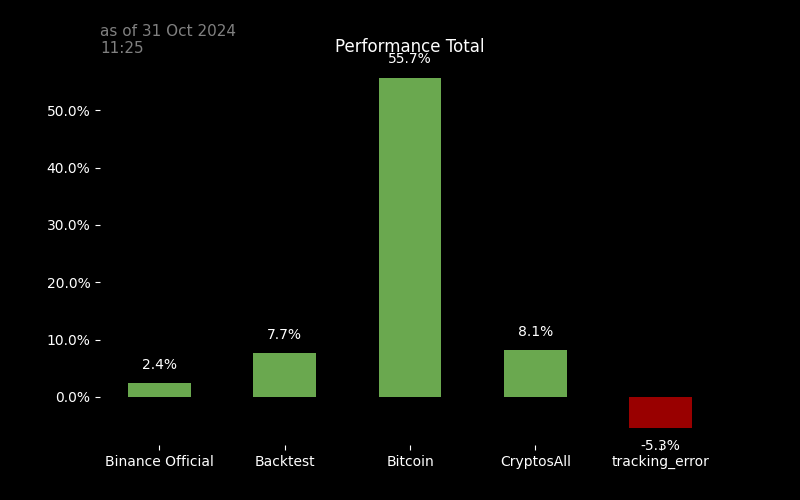 as of 31 Oct 2024
11:25
Performance Total
55.7%
50.0%
40.0%
30.0%
20.0%
10.0%
0.0%
2.4%
7.7%
8.1%
-5.3%
Binance Official
Backtest
Bitcoin
CryptosAll
tracking_error